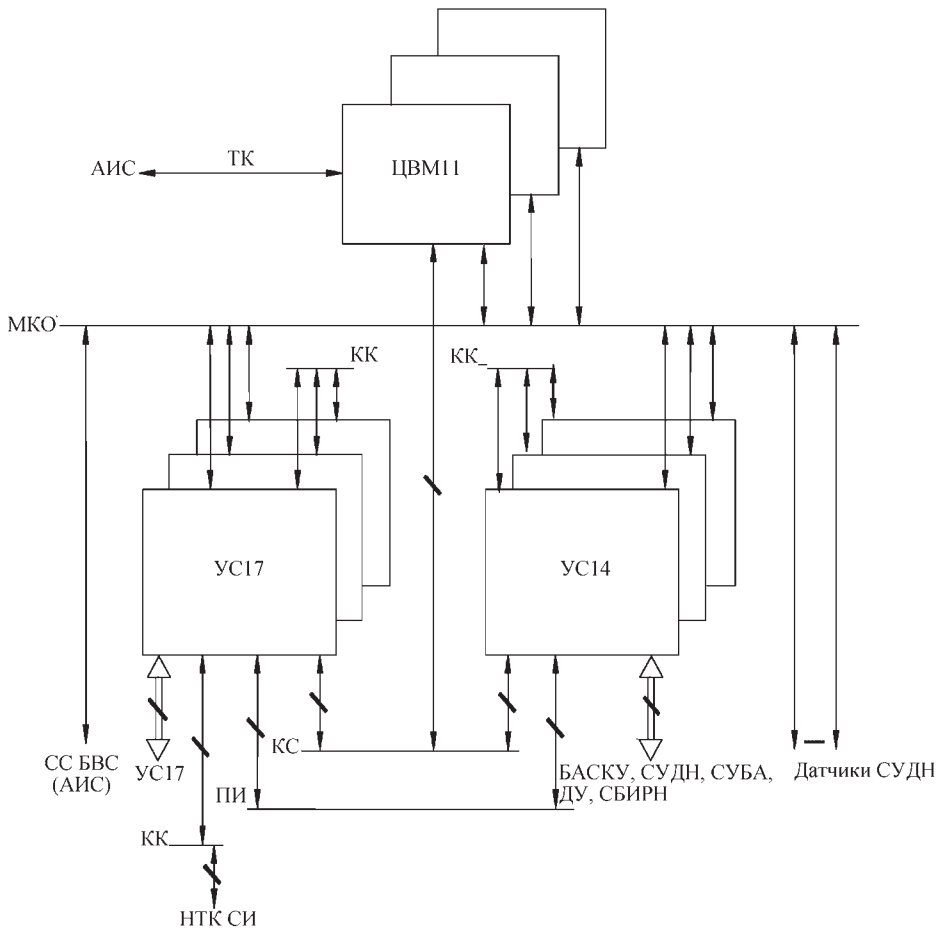 АИС
ТК
ЦВМ11
МКО
КК
КК
УС17
УС14
КС
СС БВС
(АИС)
УС17
БАСКУ, СУДН, СУБА,
ДУ, СБИРН
Датчики СУДН
ПИ
КК
НТК СИ